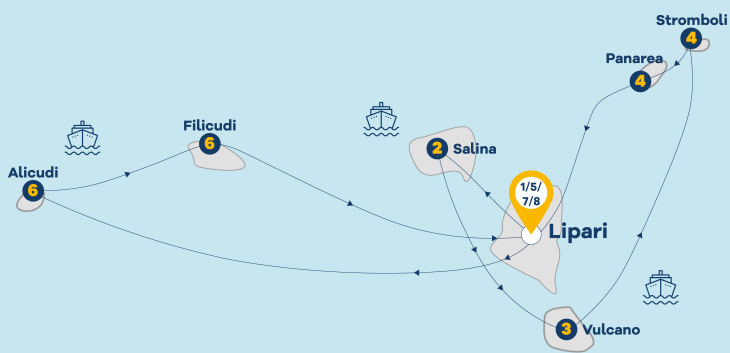 Stromboli
4
Panarea
4
Filicudi
6
Alicudi
6
2 Salina
1/5/
7/8
Lipari
3 Vulcano